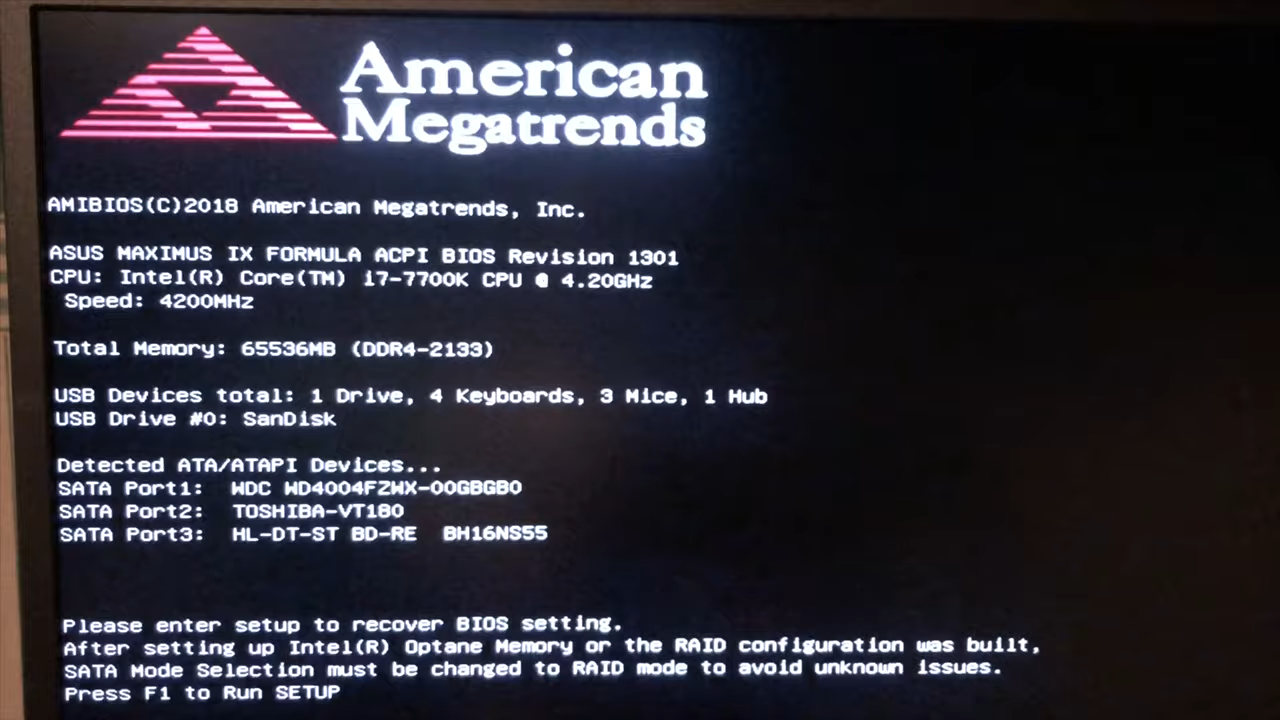 American
Megatrends
AMIBIOS(C)2018 American Megatrends, Inc.
ASUS MAXIMUS IX FORMULA ACPI BIOS Revision 1301
CPU: Intel(R) Core(TM) i7-7700K CPU @ 4.20GHz
Speed: 4200MHz
Total Memory: 65536MB (DDR4-2133)
USB Devices total: 1 Drive, 4 Keyboards, 3 Mice, 1 Hub
USB Drive #0: SanDisk
Detected ATA/ATAPI Devices...
SATA Port1: WDC WD4004FZWX-00GBGB0
SATA Port2: TOSHIBA-VT180
SATA Port3: HL-DT-ST BD-RE BH16NS55
Please enter setup to recover BIOS setting.
After setting up Intel(R) Optane Memory or the RAID configuration was built,
SATA Mode Selection must be changed to RAID mode to avoid unknown issues.
Press F1 to Run SETUP